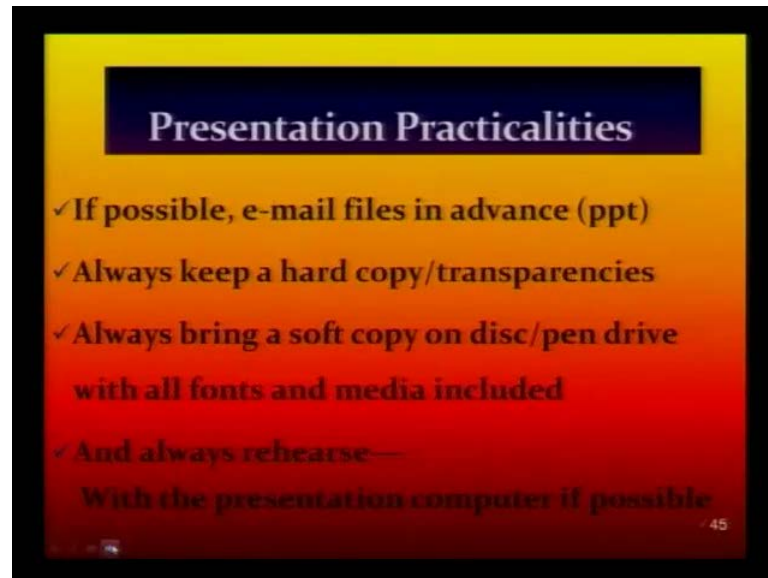 Presentation Practicalities
✓If possible, e-mail files in advance (ppt)
✓Always keep a hard copy/transparencies
✓Always bring a soft copy on disc/pen drive
with all fonts and media included
✓And always rehearse—
With the presentation computer if possible
✓45